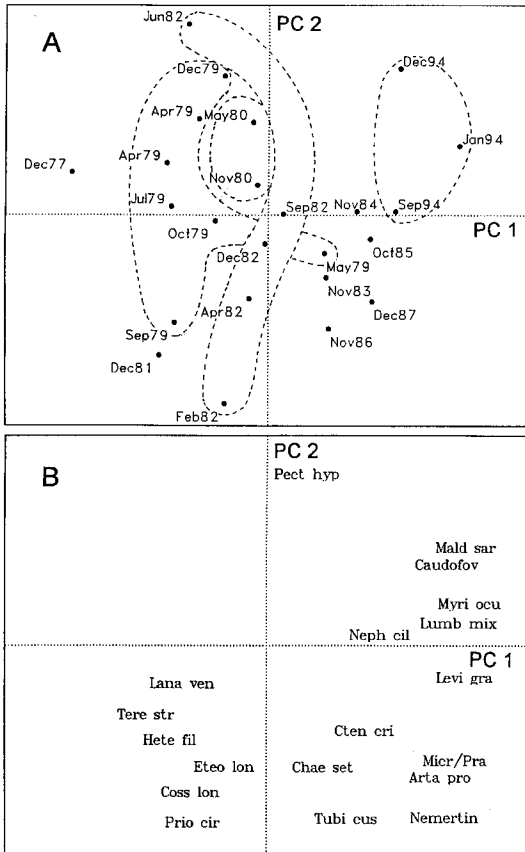 Jun82
PC 2
A
Dec79
Dec94
Apr79
May80
Jan94
Dec77
Apr79
Nov80
Jul79
Sep82
Nov84
Sep94
Oct79
PC 1
Dec82
Oct85
May79
Nov83
Apr82
Dec87
Sep79
Nov86
Dec81
Feb82
PC 2
B
Pect hyp
Mald sar
Caudofov
Myri ocu
Lumb mix
Neph cil
PC 1
Lana ven
Levi gra
Tere str
Cten cri
Hete fil
Eteo lon
Chae set
Micr/Pra
Arta pro
Coss lon
Prio cir
Tubi cus
Nemertin